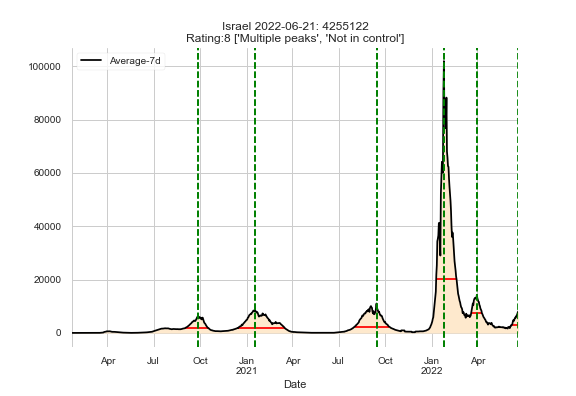 Israel 2022-06-21: 4255122
Rating:8 ['Multiple peaks', 'Not in control']
Average-7d
100000
80000
60000
40000
20000
0
Apr Jul Oct Jan Apr Jul Oct Jan Apr
2021 2022
Date